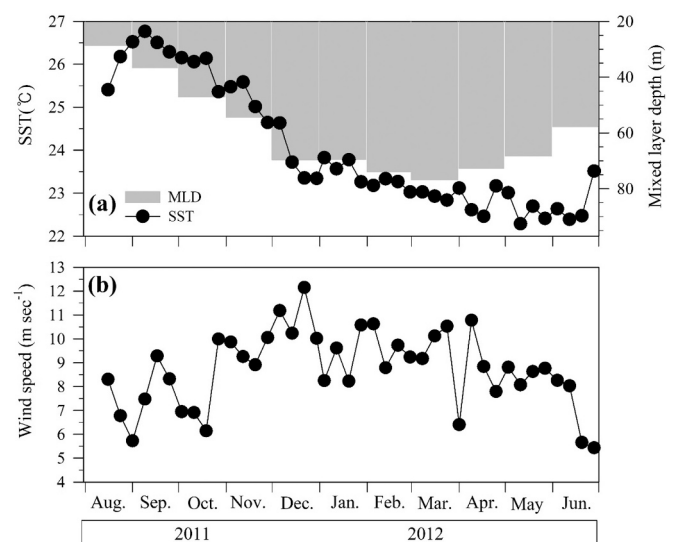 27
26
25
24
23
22
SST(℃)
20
40
60
80
Mixed layer depth (m)
(a)
MLD
SST
13
12
11
10
9
8
7
6
5
4
Wind speed (m sec⁻¹)
(b)
Aug. Sep. Oct. Nov. Dec. Jan. Feb. Mar. Apr. May Jun.
2011 2012